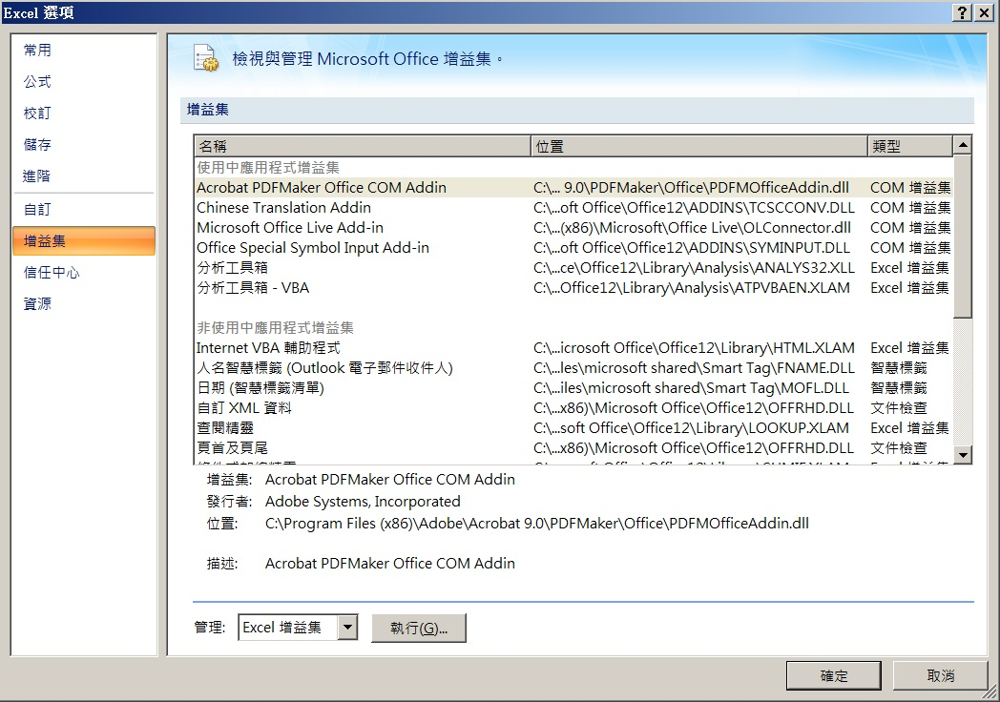 Excel 選項
常用
公式
校訂
儲存
進階
自訂
增益集
信任中心
資源
檢視與管理 Microsoft Office 增益集。
增益集
名稱 位置 類型
使用中應用程式增益集
Acrobat PDFMaker Office COM Addin C:\... 9.0\PDFMaker\Office\PDFMOfficeAddin.dll COM 增益集
Chinese Translation Addin C:\...oft Office\Office12\ADDINS\TCSCCONV.DLL COM 增益集
Microsoft Office Live Add-in C:\...(x86)\Microsoft\Office Live\OLConnector.dll COM 增益集
Office Special Symbol Input Add-in C:\...oft Office\Office12\ADDINS\SYMINPUT.DLL COM 增益集
分析工具箱 C:\...ce\Office12\Library\Analysis\ANALYS32.XLL Excel 增益集
分析工具箱 - VBA C:\...Office12\Library\Analysis\ATPVBAEN.XLAM Excel 增益集
非使用中應用程式增益集
Internet VBA 輔助程式 C:\...icrosoft Office\Office12\Library\HTML.XLAM Excel 增益集
人名智慧標籤 (Outlook 電子郵件收件人) C:\...les\microsoft shared\Smart Tag\FNAME.DLL 智慧標籤
日期 (智慧標籤清單) C:\...iles\microsoft shared\Smart Tag\MOFL.DLL 智慧標籤
自訂 XML 資料 C:\...x86)\Microsoft Office\Office12\OFFRHD.DLL 文件檢查
查閱精靈 C:\...soft Office\Office12\Library\LOOKUP.XLAM Excel 增益集
頁首及頁尾 C:\...x86)\Microsoft Office\Office12\OFFRHD.DLL 文件檢查
增益集: Acrobat PDFMaker Office COM Addin
發行者: Adobe Systems, Incorporated
位置: C:\Program Files (x86)\Adobe\Acrobat 9.0\PDFMaker\Office\PDFMOfficeAddin.dll
描述: Acrobat PDFMaker Office COM Addin
管理: Excel 增益集 執行(G)...
確定 取消